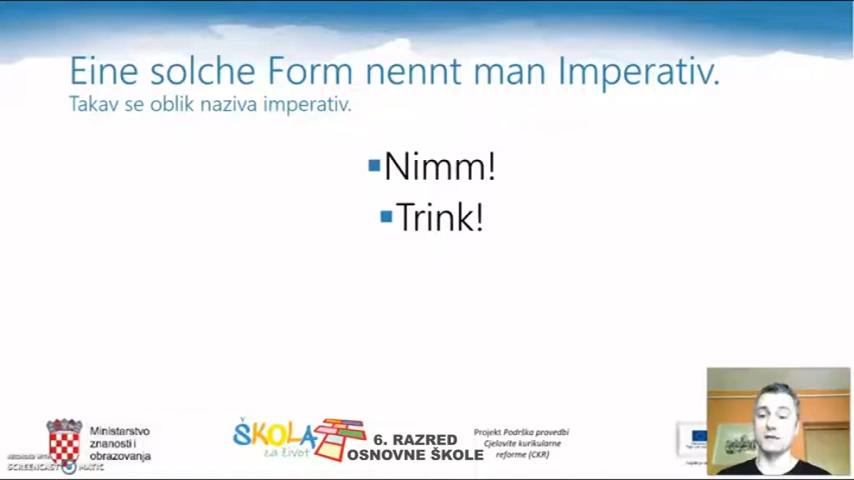 Eine solche Form nennt man Imperativ.
Takav se oblik naziva imperativ.
Nimm!
Trink!
Ministarstvo
znanosti i
obrazovanja
ŠKOLA
za život
6. RAZRED
OSNOVNE ŠKOLE
Projekt Podrška provedbi
Cjelovite kurikularne
reforme (CKR)
SCREENCAST MATIC